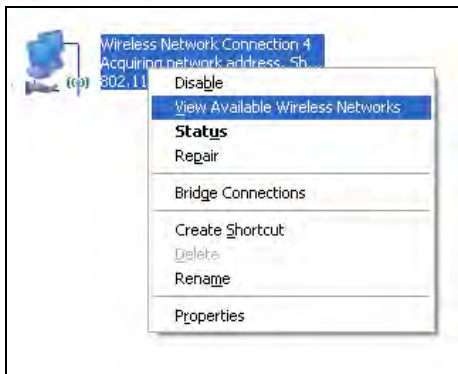 Wireless Network Connection 4
Acquiring network address, Sh...
802.11
Disable
View Available Wireless Networks
Status
Repair
Bridge Connections
Create Shortcut
Delete
Rename
Properties